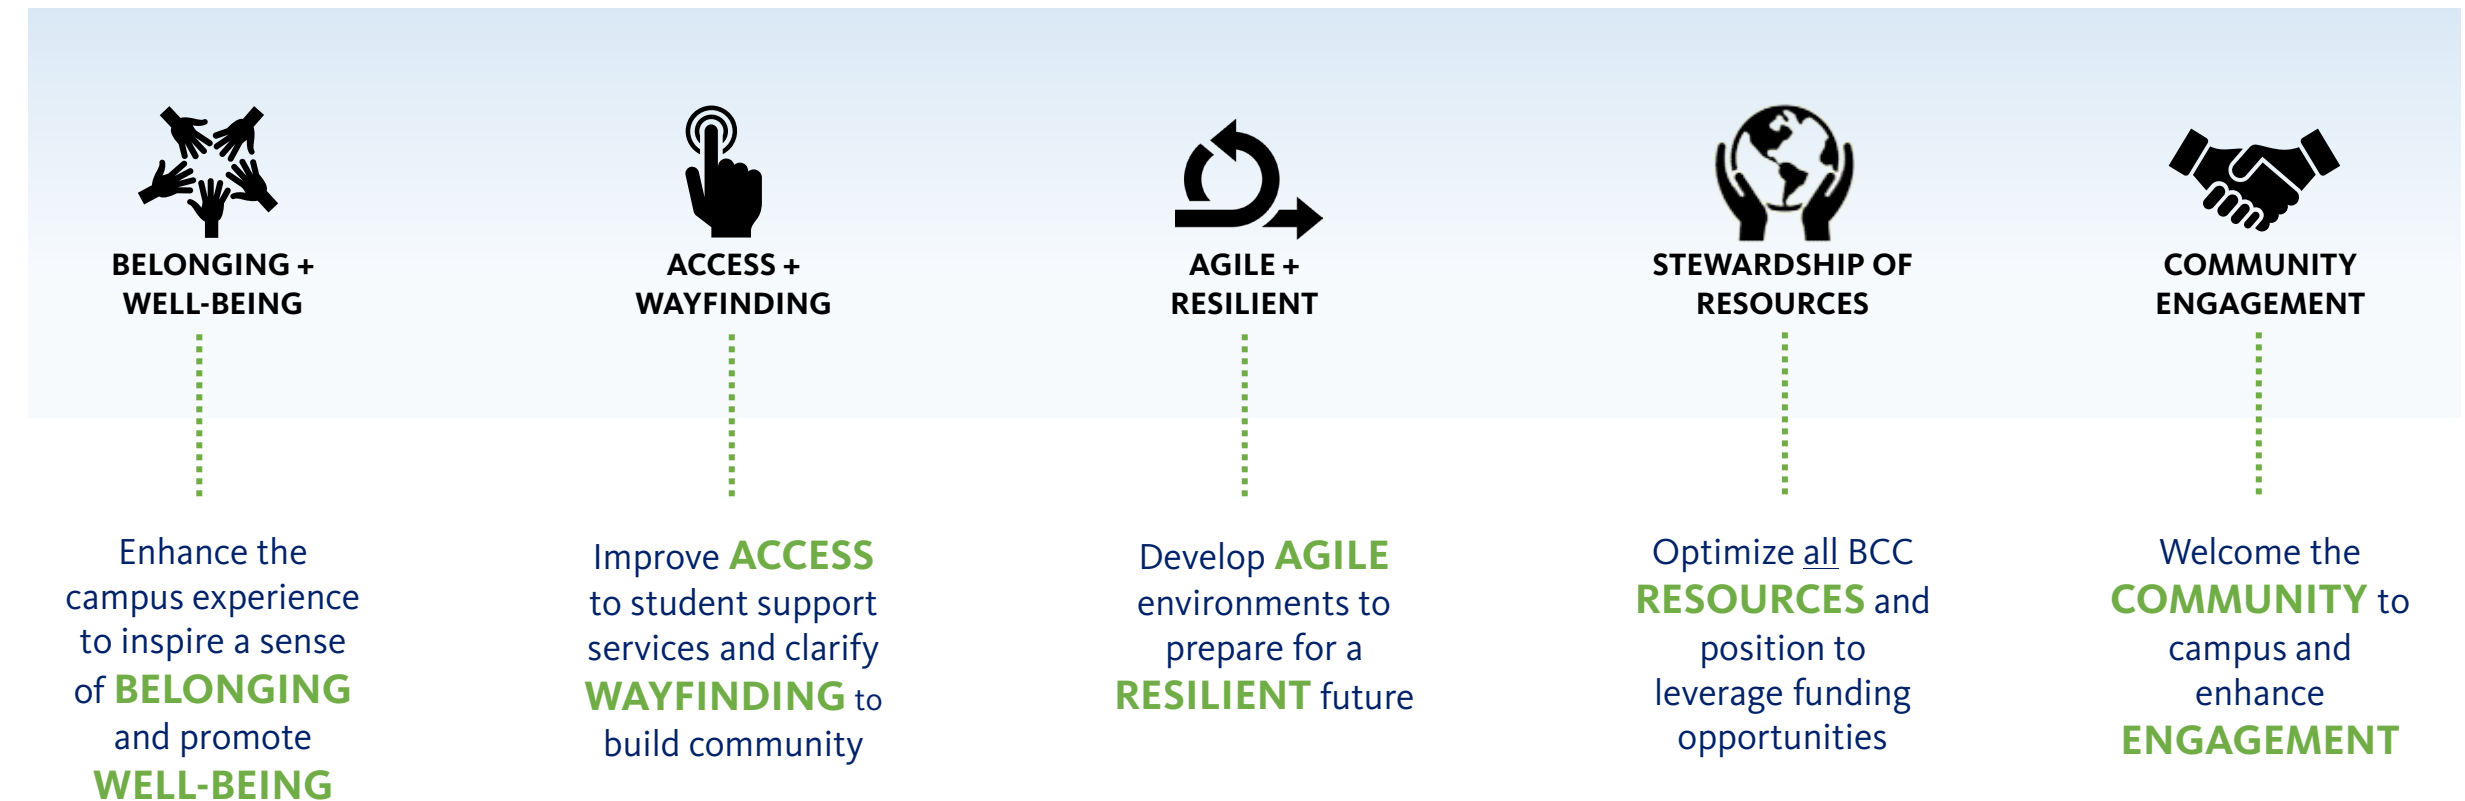 BELONGING +
WELL-BEING
Enhance the
campus experience
to inspire a sense
of BELONGING
and promote
WELL-BEING
ACCESS +
WAYFINDING
Improve ACCESS
to student support
services and clarify
WAYFINDING to
build community
AGILE +
RESILIENT
Develop AGILE
environments to
prepare for a
RESILIENT future
STEWARDSHIP OF
RESOURCES
Optimize all BCC
RESOURCES and
position to
leverage funding
opportunities
COMMUNITY
ENGAGEMENT
Welcome the
COMMUNITY to
campus and
enhance
ENGAGEMENT